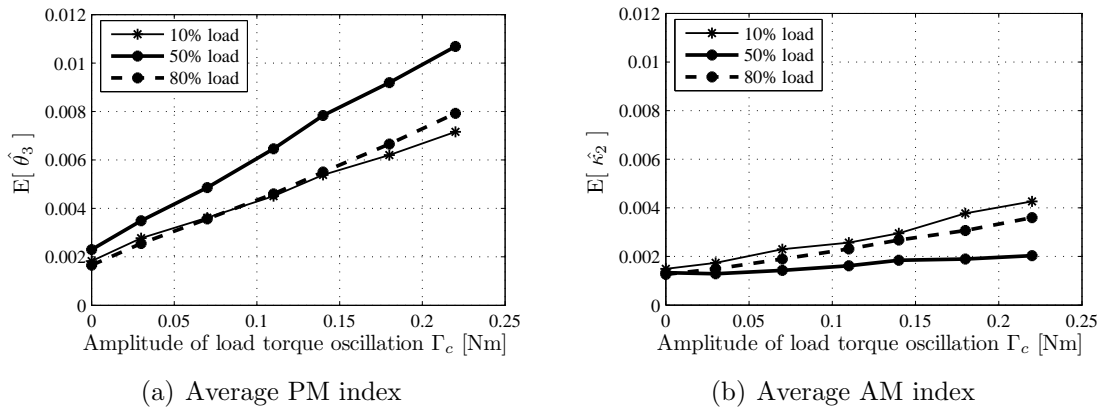 0.012
0.01
0.008
0.006
0.004
0.002
0
E[ θ̂₃ ]
10% load
50% load
80% load
0 0.05 0.1 0.15 0.2 0.25
Amplitude of load torque oscillation Γ_c [Nm]
(a) Average PM index
0.012
0.01
0.008
0.006
0.004
0.002
0
E[ κ̂₂ ]
10% load
50% load
80% load
0 0.05 0.1 0.15 0.2 0.25
Amplitude of load torque oscillation Γ_c [Nm]
(b) Average AM index